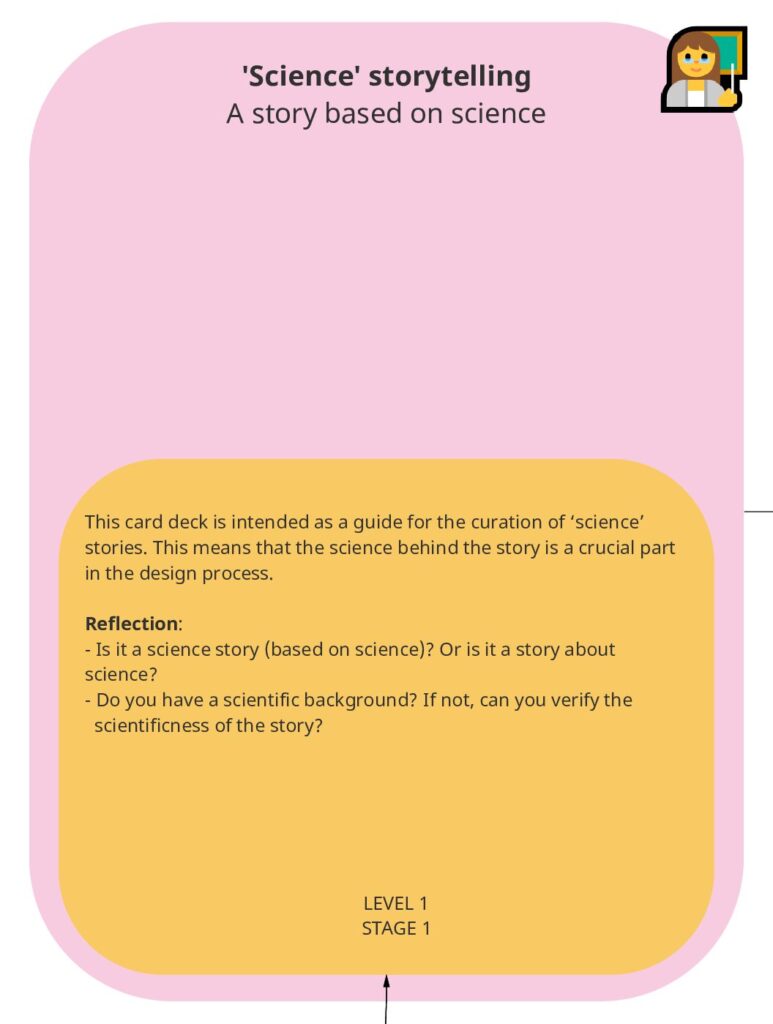 'Science' storytelling
A story based on science
This card deck is intended as a guide for the curation of ‘science’
stories. This means that the science behind the story is a crucial part
in the design process.
Reflection:
- Is it a science story (based on science)? Or is it a story about
science?
- Do you have a scientific background? If not, can you verify the
scientificness of the story?
LEVEL 1
STAGE 1